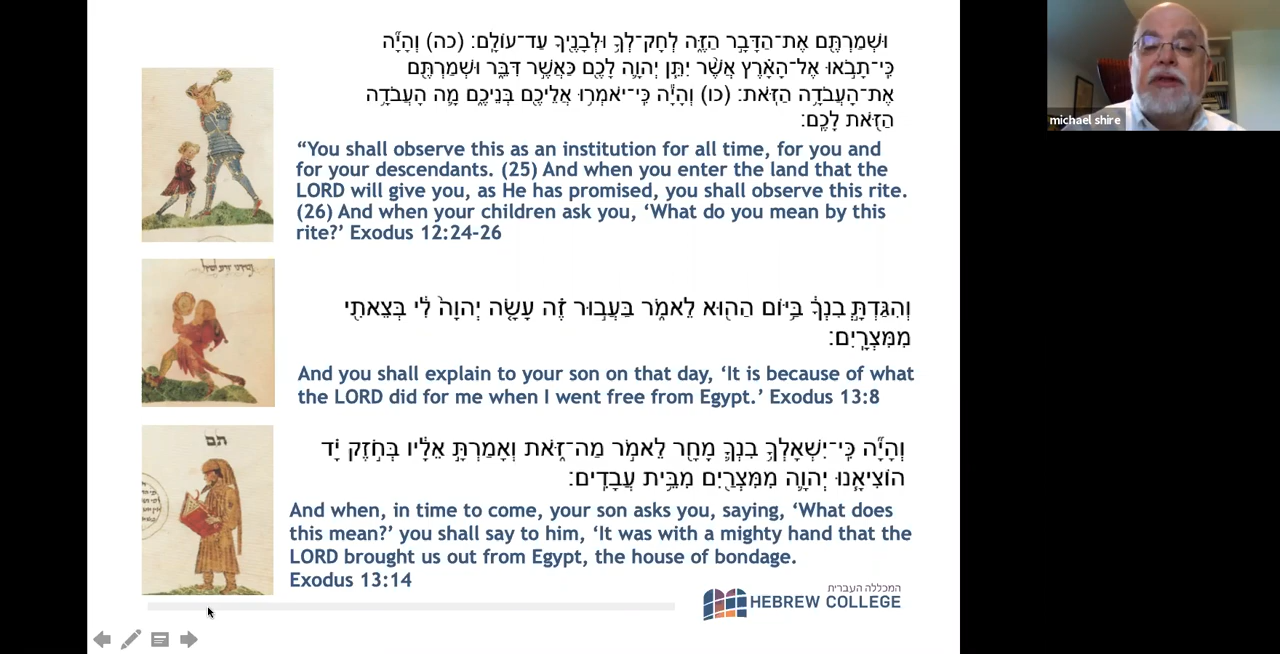 וּשְׁמַרְתֶּ֖ם אֶת־הַדָּבָ֣ר הַזֶּ֑ה לְחׇק־לְךָ֥ וּלְבָנֶ֖יךָ עַד־עוֹלָֽם׃ (כה) וְהָיָ֞ה
כִּֽי־תָבֹ֣אוּ אֶל־הָאָ֗רֶץ אֲשֶׁ֨ר יִתֵּ֧ן יְהוָ֛ה לָכֶ֖ם כַּאֲשֶׁ֣ר דִּבֵּ֑ר וּשְׁמַרְתֶּ֖ם
אֶת־הָעֲבֹדָ֥ה הַזֹּֽאת׃ (כו) וְהָיָ֕ה כִּֽי־יֹאמְר֥וּ אֲלֵיכֶ֖ם בְּנֵיכֶ֑ם מָ֛ה הָעֲבֹדָ֥ה
הַזֹּ֖את לָכֶֽם׃
“You shall observe this as an institution for all time, for you and
for your descendants. (25) And when you enter the land that the
LORD will give you, as He has promised, you shall observe this rite.
(26) And when your children ask you, ‘What do you mean by this
rite?’ Exodus 12:24-26
וְהִגַּדְתָּ֣ בִנְךָ֔ בַּיּ֥וֹם הַה֖וּא לֵאמֹ֑ר בַּעֲב֣וּר זֶ֗ה עָשָׂ֤ה יְהוָה֙ לִ֔י בְּצֵאתִ֖י
מִמִּצְרָֽיִם׃
And you shall explain to your son on that day, ‘It is because of what
the LORD did for me when I went free from Egypt.’ Exodus 13:8
תם
וְהָיָ֞ה כִּֽי־יִשְׁאָלְךָ֥ בִנְךָ֛ מָחָ֖ר לֵאמֹ֣ר מַה־זֹּ֑את וְאָמַרְתָּ֣ אֵלָ֔יו בְּחֹ֣זֶק יָ֗ד
הוֹצִיאָ֧נוּ יְהוָ֛ה מִמִּצְרַ֖יִם מִבֵּ֥ית עֲבָדִֽים׃
And when, in time to come, your son asks you, saying, ‘What does
this mean?’ you shall say to him, ‘It was with a mighty hand that the
LORD brought us out from Egypt, the house of bondage.
Exodus 13:14
המכללה העברית
HEBREW COLLEGE
michael shire